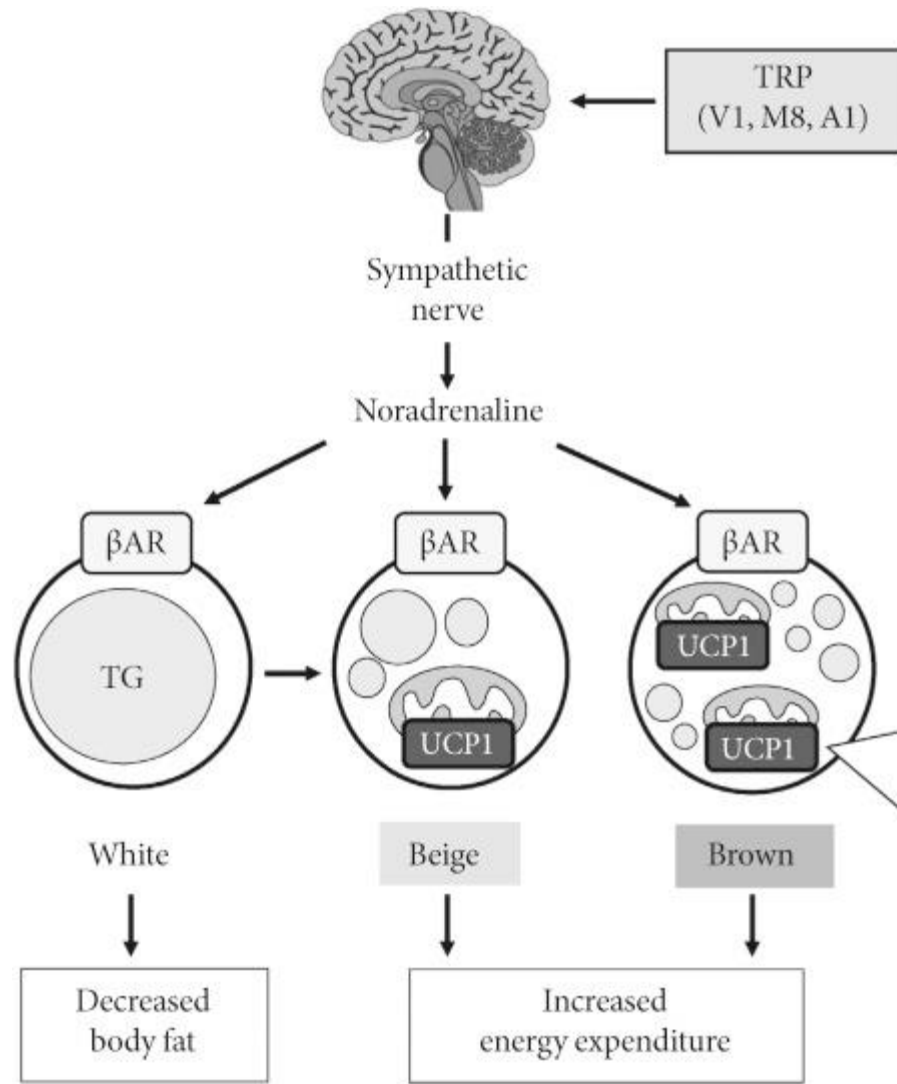 TRP
(V1, M8, A1)
Sympathetic
nerve
Noradrenaline
βAR
βAR
βAR
TG
UCP1
UCP1
UCP1
White
Beige
Brown
Decreased
body fat
Increased
energy expenditure